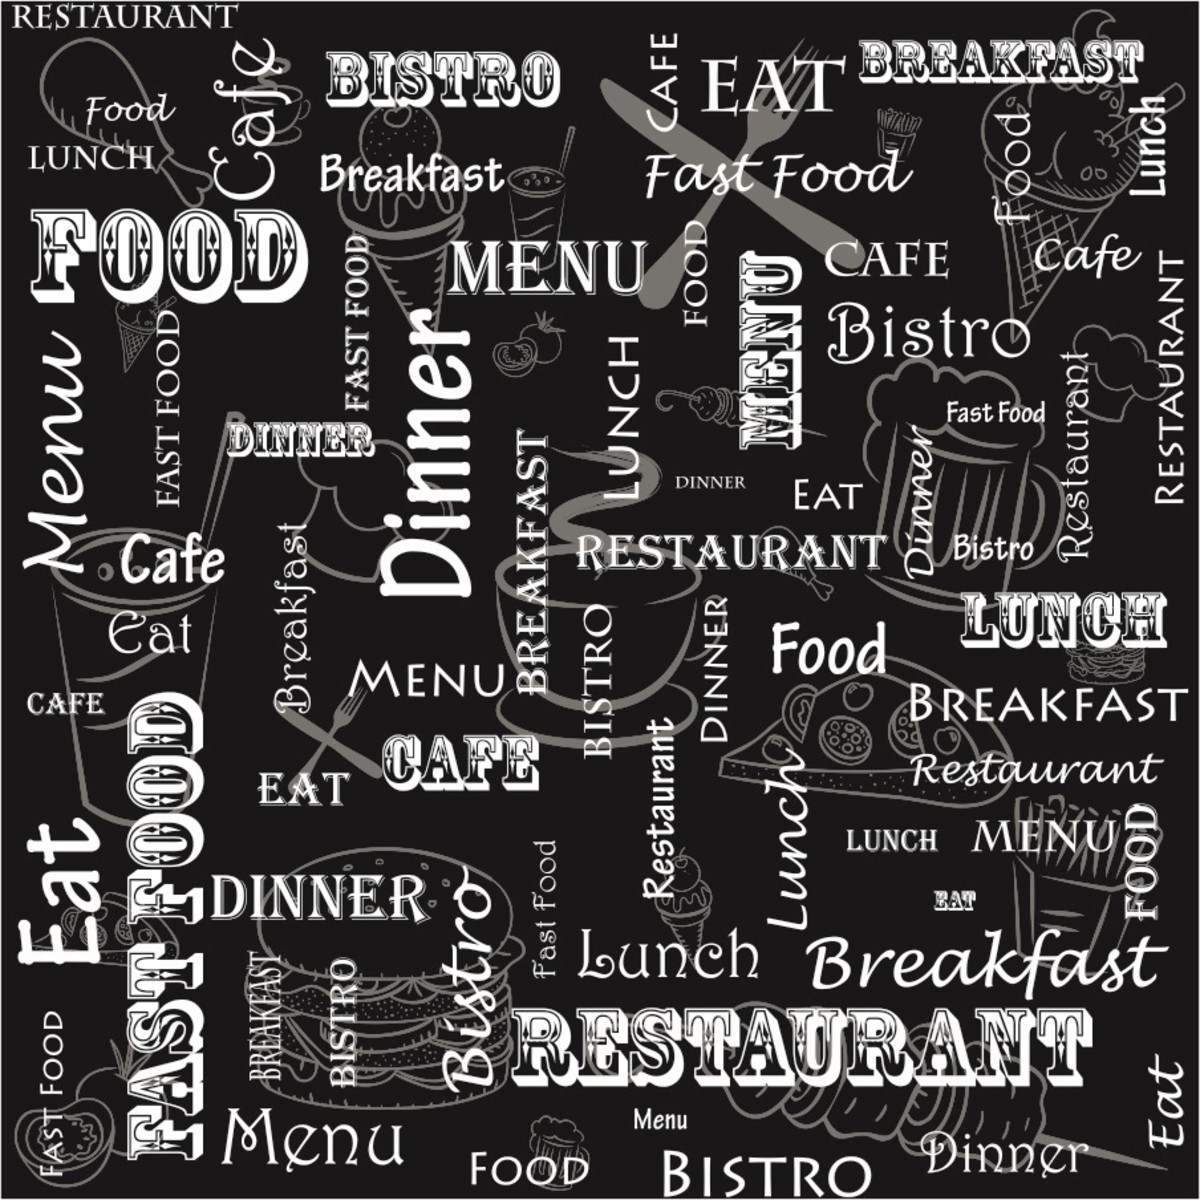 RESTAURANT
Cafe
BISTRO
CAFE
EAT
BREAKFAST
Food
Lunch
Food
LUNCH
Breakfast
Fast Food
FOOD
FAST FOOD
MENU
FOOD
MENU
CAFE
Cafe
RESTAURANT
Bistro
Menu
FAST FOOD
Dinner
LUNCH
Restaurant
Fast Food
DINNER
BREAKFAST
DINNER
EAT
Dinner
Bistro
Cafe
Breakfast
RESTAURANT
Eat
BISTRO
DINNER
Food
LUNCH
CAFE
MENU
BREAKFAST
FAST FOOD
CAFE
Restaurant
Lunch
Restaurant
EAT
Eat
LUNCH
MENU
FOOD
DINNER
Bistro
Fast Food
EAT
Lunch
Breakfast
BREAKFAST
BISTRO
RESTAURANT
FAST FOOD
Menu
Menu
Eat
FOOD
BISTRO
Dinner